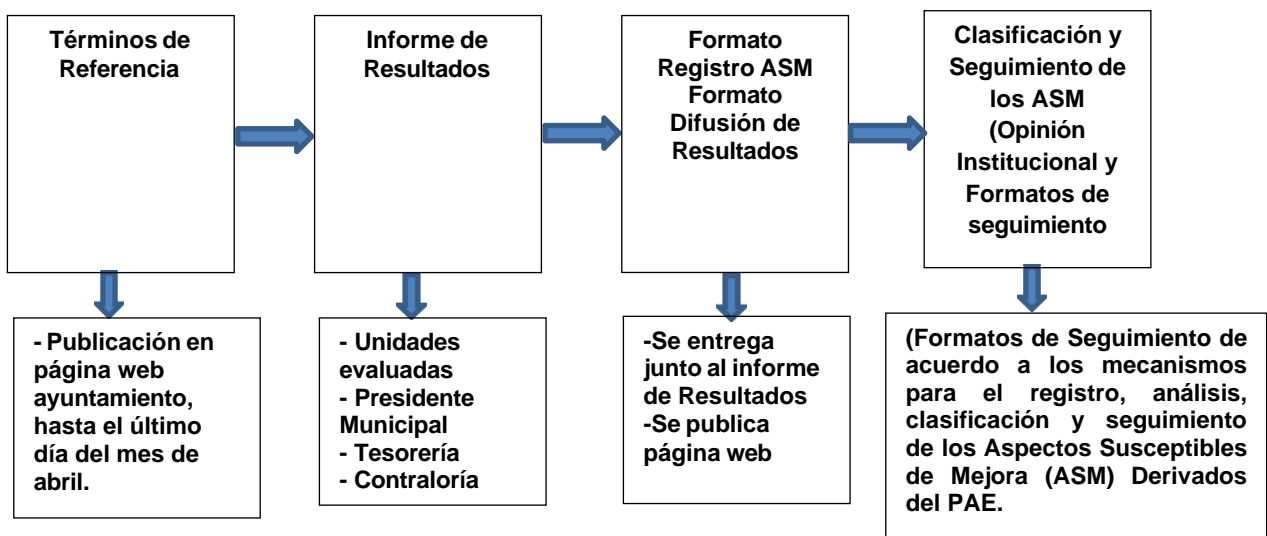 Términos de
Referencia
Informe de
Resultados
Formato
Registro ASM
Formato
Difusión de
Resultados
Clasificación y
Seguimiento de
los ASM
(Opinión
Institucional y
Formatos de
seguimiento
- Publicación en
página web
ayuntamiento,
hasta el último
día del mes de
abril.
- Unidades
evaluadas
- Presidente
Municipal
- Tesorería
- Contraloría
-Se entrega
junto al informe
de Resultados
-Se publica
página web
(Formatos de Seguimiento de
acuerdo a los mecanismos
para el registro, análisis,
clasificación y seguimiento
de los Aspectos Susceptibles
de Mejora (ASM) Derivados
del PAE.